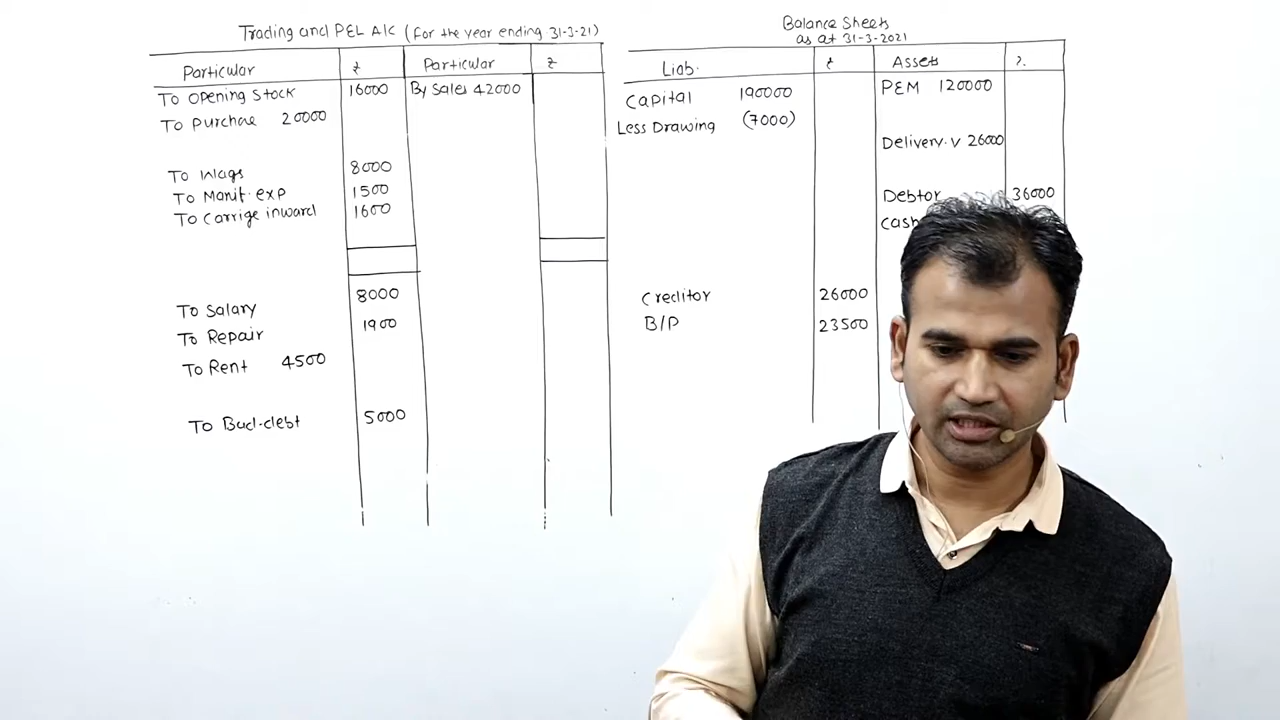 Trading and P&L A/C (For the year ending 31-3-21)
Particular ₹ Particular ₹
To Opening Stock 16000 By Sales 42000
To Purchae 20000
To Wags 8000
To Manit. exp 1500
To Carrige inward 1600
To Salary 8000
To Repair 1900
To Rent 4500
To Bad-debt 5000
Balance Sheets
as at 31-3-2021
Liab. ₹ Assets ₹
Capital 190000 P&M 120000
Less Drawing (7000)
Delivery. V 26000
Debtor 36000
Cash
Creditor 26000
B/P 23500